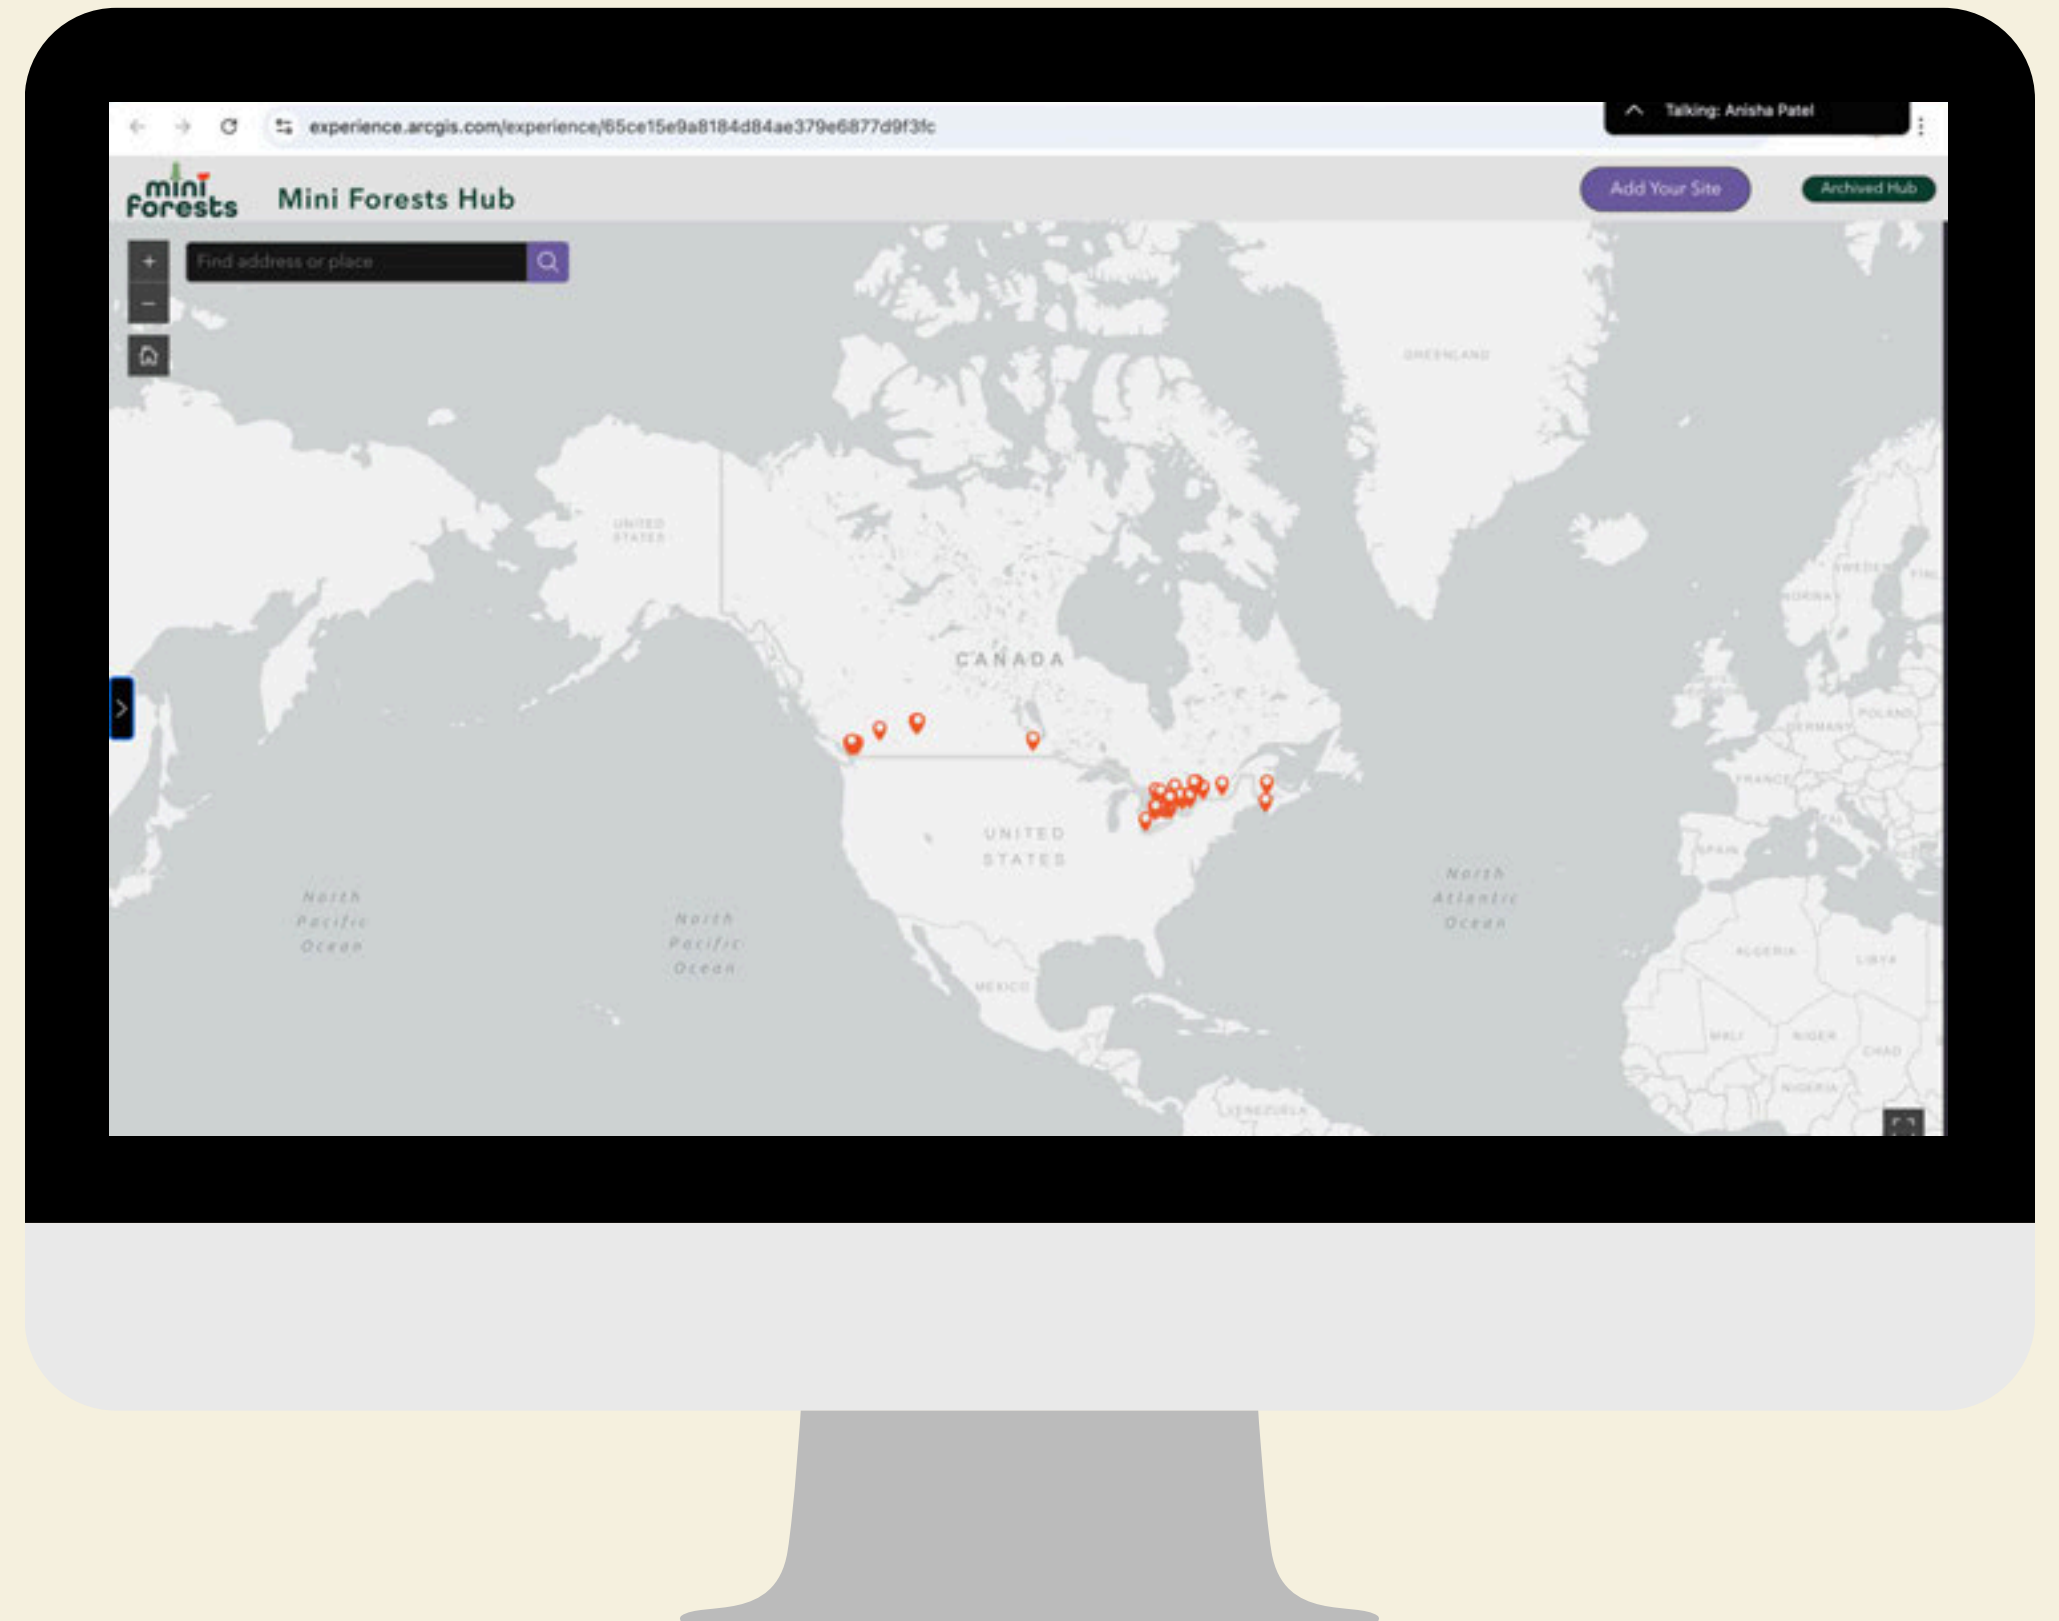 experience.arcgis.com/experience/65ce15e9a8184d84ae379e6877d9f3fc
Talking: Anisha Patel
mini
forests
Mini Forests Hub
Add Your Site
Archived Hub
+
Find address or place
−
GREENLAND
UNITED
STATES
SWEDEN
NORWAY
CANADA
GERMANY
POLAND
FRANCE
UNITED
STATES
SPAIN
North
Pacific
Ocean
North
Pacific
Ocean
North
Atlantic
Ocean
ALGERIA
LIBYA
MEXICO
MALI
NIGER
CHAD
NIGERIA
VENEZUELA